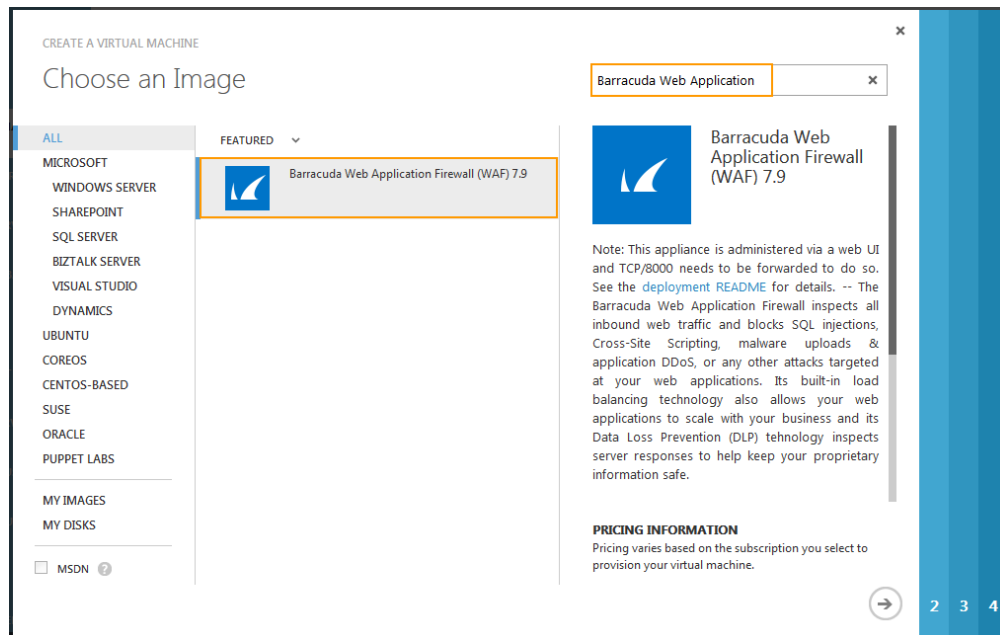 CREATE A VIRTUAL MACHINE
Choose an Image
Barracuda Web Application
ALL
MICROSOFT
WINDOWS SERVER
SHAREPOINT
SQL SERVER
BIZTALK SERVER
VISUAL STUDIO
DYNAMICS
UBUNTU
COREOS
CENTOS-BASED
SUSE
ORACLE
PUPPET LABS
MY IMAGES
MY DISKS
MSDN ?
FEATURED
Barracuda Web Application Firewall (WAF) 7.9
Barracuda Web
Application Firewall
(WAF) 7.9
Note: This appliance is administered via a web UI
and TCP/8000 needs to be forwarded to do so.
See the deployment README for details. -- The
Barracuda Web Application Firewall inspects all
inbound web traffic and blocks SQL injections,
Cross-Site Scripting, malware uploads &
application DDoS, or any other attacks targeted
at your web applications. Its built-in load
balancing technology also allows your web
applications to scale with your business and its
Data Loss Prevention (DLP) tehnology inspects
server responses to help keep your proprietary
information safe.
PRICING INFORMATION
Pricing varies based on the subscription you select to
provision your virtual machine.
2 3 4